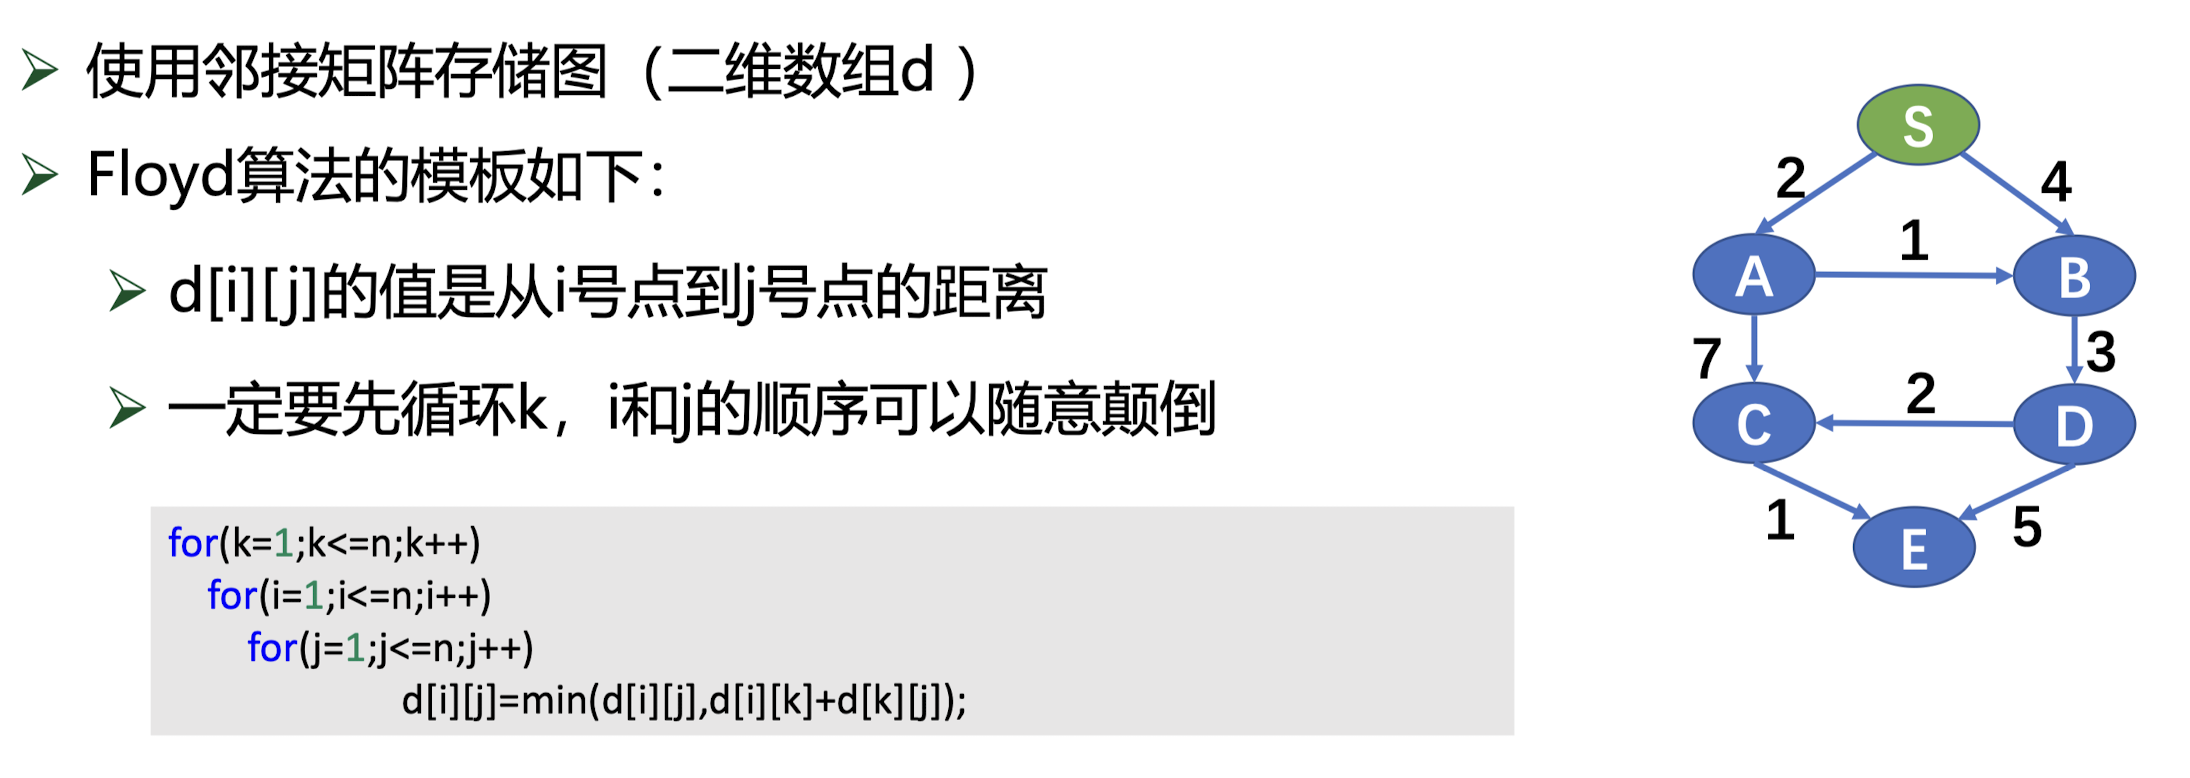 使用邻接矩阵存储图（二维数组d ）
Floyd算法的模板如下：
d[i][j]的值是从i号点到j号点的距离
一定要先循环k，i和j的顺序可以随意颠倒
for(k=1;k<=n;k++)
for(i=1;i<=n;i++)
for(j=1;j<=n;j++)
d[i][j]=min(d[i][j],d[i][k]+d[k][j]);
S
2
4
A
1
B
7
3
C
2
D
1
5
E